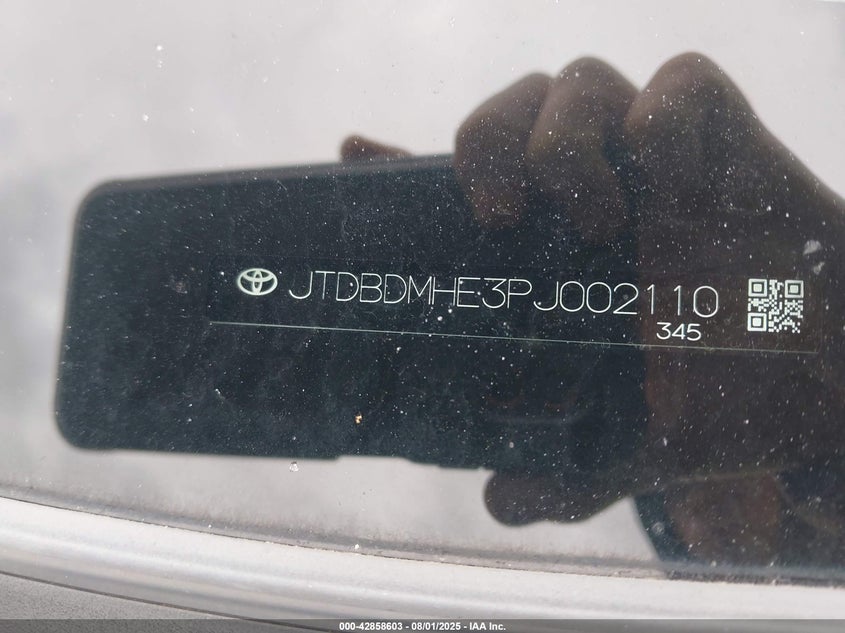 JTDBDMHE3PJ002110
345
000-42858603 - 08/01/2025 - IAA Inc.